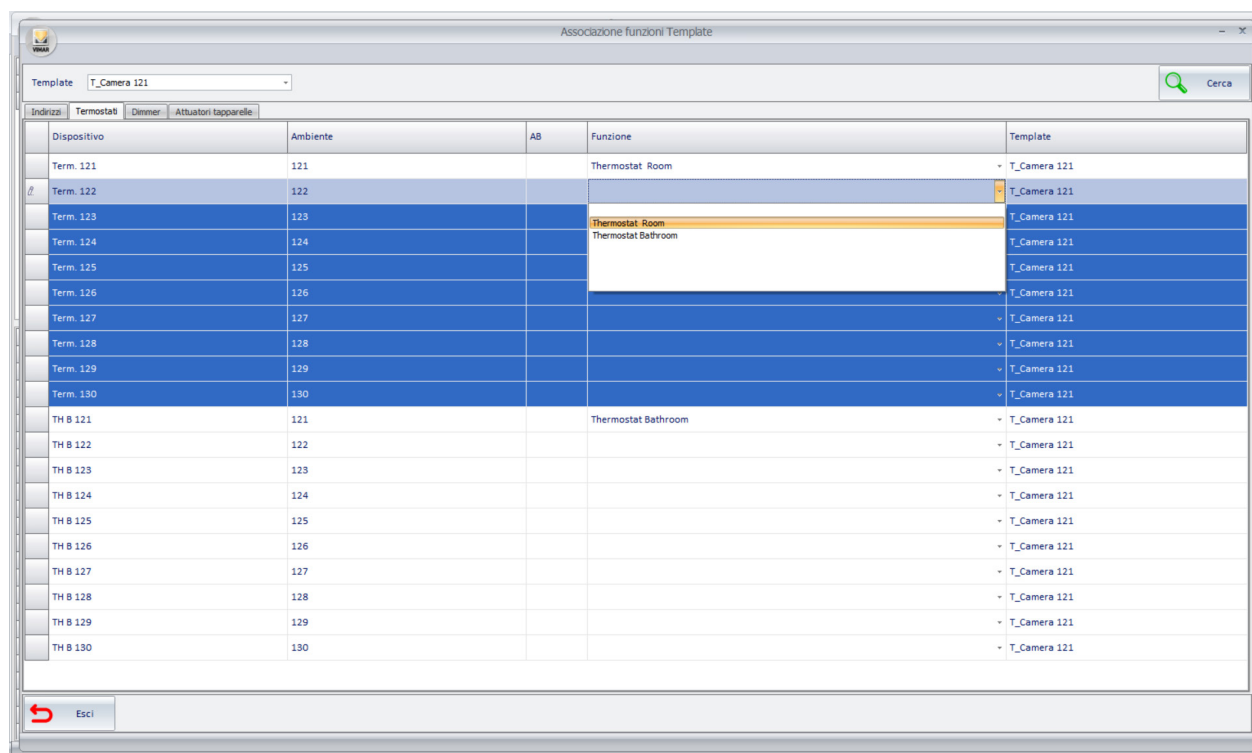 Associazione funzioni Template
VIMAR
Template T_Camera 121 Cerca
Indirizzi Termostati Dimmer Attuatori tapparelle
Dispositivo Ambiente AB Funzione Template
Term. 121 121 Thermostat Room T_Camera 121
Term. 122 122 T_Camera 121
Term. 123 123 T_Camera 121
Thermostat Room
Term. 124 124 Thermostat Bathroom T_Camera 121
Term. 125 125 T_Camera 121
Term. 126 126 T_Camera 121
Term. 127 127 T_Camera 121
Term. 128 128 T_Camera 121
Term. 129 129 T_Camera 121
Term. 130 130 T_Camera 121
TH B 121 121 Thermostat Bathroom T_Camera 121
TH B 122 122 T_Camera 121
TH B 123 123 T_Camera 121
TH B 124 124 T_Camera 121
TH B 125 125 T_Camera 121
TH B 126 126 T_Camera 121
TH B 127 127 T_Camera 121
TH B 128 128 T_Camera 121
TH B 129 129 T_Camera 121
TH B 130 130 T_Camera 121
Esci